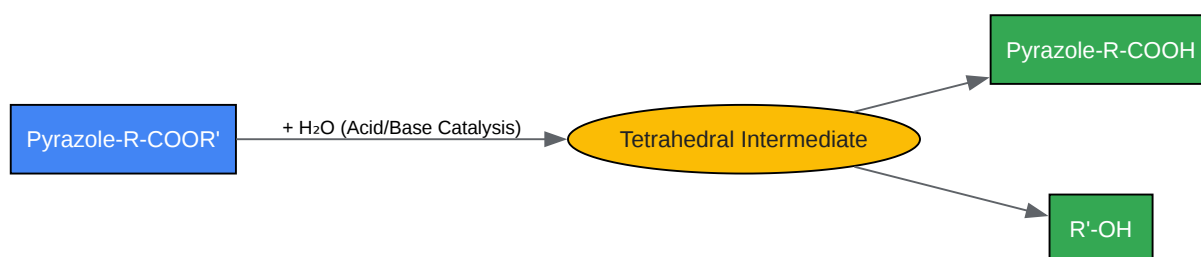 Pyrazole-R-COOR'
+ H₂O (Acid/Base Catalysis)
Tetrahedral Intermediate
Pyrazole-R-COOH
R'-OH